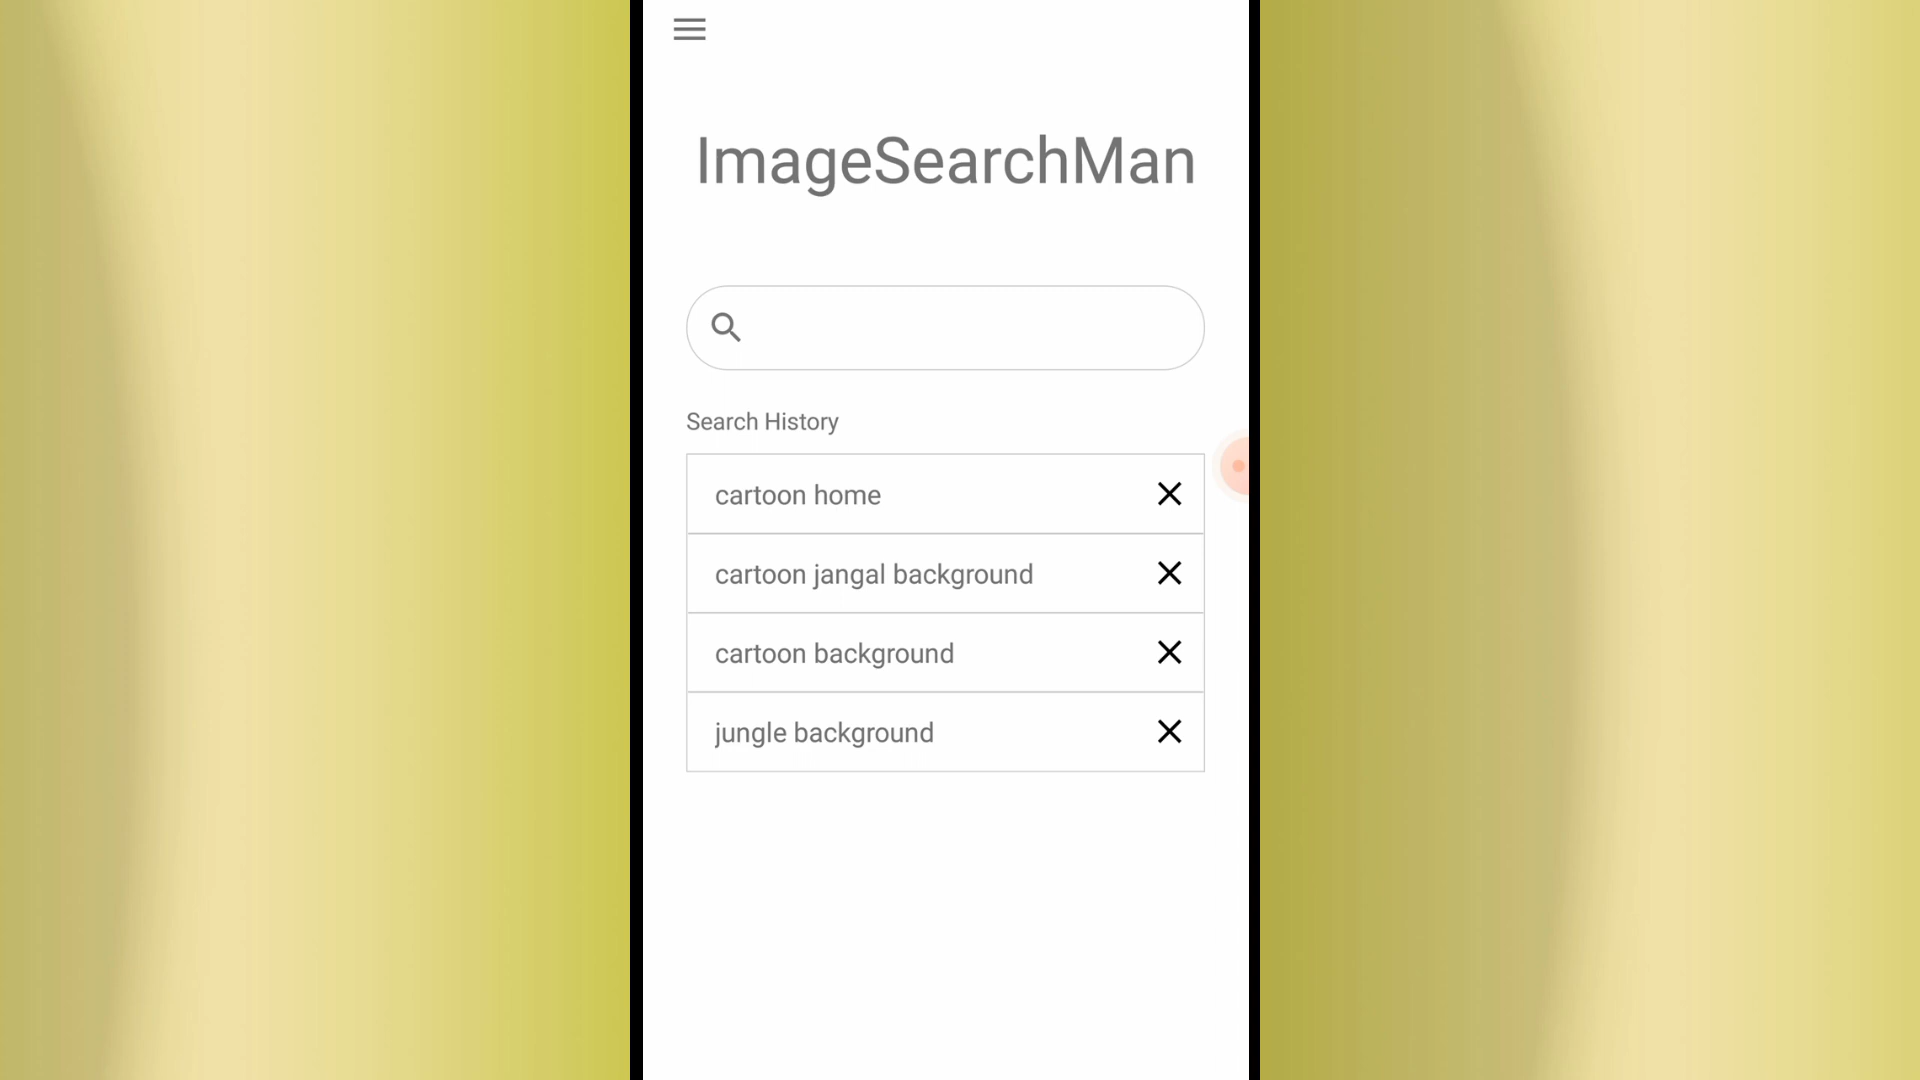 ImageSearchMan
Search History
cartoon home
cartoon jangal background
cartoon background
jungle background